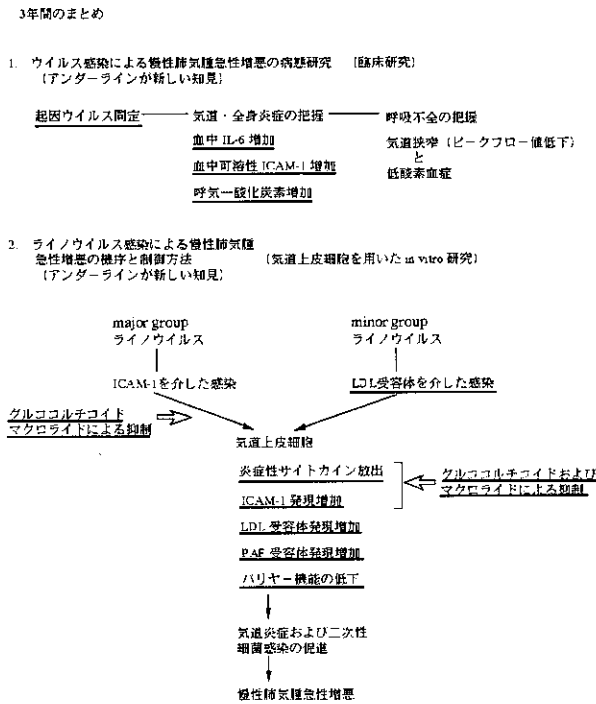 3年間のまとめ
1. ウイルス感染による慢性肺気腫急性増悪の病態研究 (臨床研究)
(アンダーラインが新しい知見)
起因ウイルス同定 気道・全身炎症の把握 呼吸不全の把握
血中 IL-6 増加
血中可溶性 ICAM-1 増加
呼気一酸化炭素増加
気道狭窄(ピークフロー値低下)
と
低酸素血症
2. ライノウイルス感染による慢性肺気腫
急性増悪の機序と制御方法 (気道上皮細胞を用いた in vitro 研究)
(アンダーラインが新しい知見)
major group
ライノウイルス
minor group
ライノウイルス
ICAM-1を介した感染
LDL受容体を介した感染
グルココルチコイド
マクロライドによる抑制
気道上皮細胞
炎症性サイトカイン放出
ICAM-1 発現増加
LDL 受容体発現増加
PAF 受容体発現増加
バリヤー機能の低下
グルココルチコイドおよび
マクロライドによる抑制
気道炎症および二次性
細菌感染の促進
慢性肺気腫急性増悪